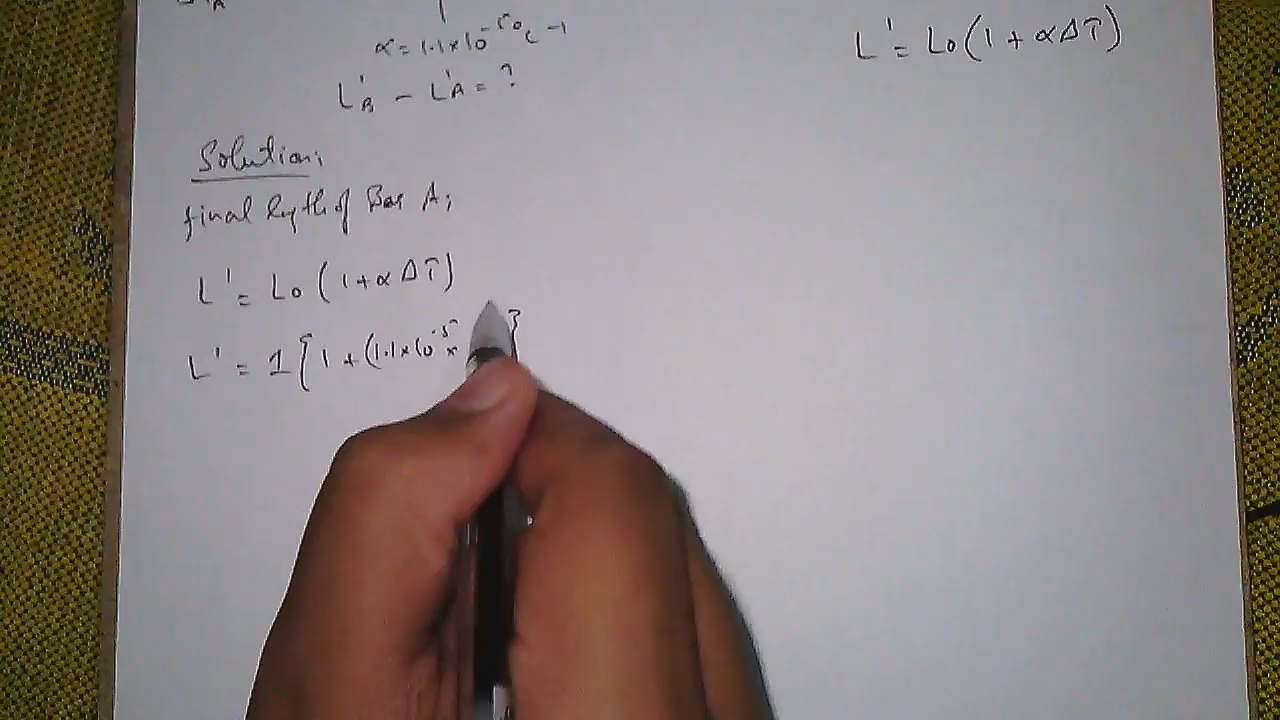 α = 1.1×10⁻⁵ °C⁻¹
L'B - L'A = ?
L' = Lo(1 + αΔT)
Solution:
final length of Bar A;
L' = Lo (1+αΔT)
L' = 1 [ 1 + (1.1×10⁻⁵ × ]